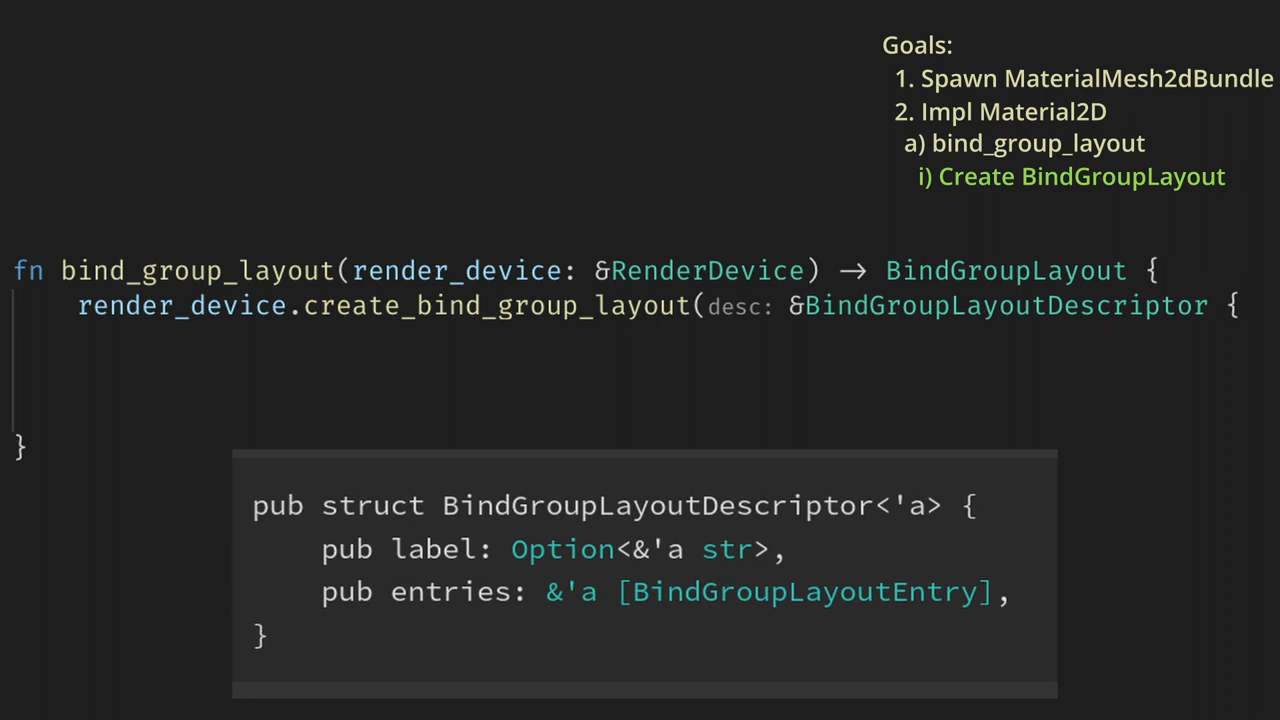 Goals:
1. Spawn MaterialMesh2dBundle
2. Impl Material2D
a) bind_group_layout
i) Create BindGroupLayout
fn bind_group_layout(render_device: &RenderDevice) → BindGroupLayout {
    render_device.create_bind_group_layout(desc: &BindGroupLayoutDescriptor {
}
pub struct BindGroupLayoutDescriptor<'a> {
    pub label: Option<&'a str>,
    pub entries: &'a [BindGroupLayoutEntry],
}